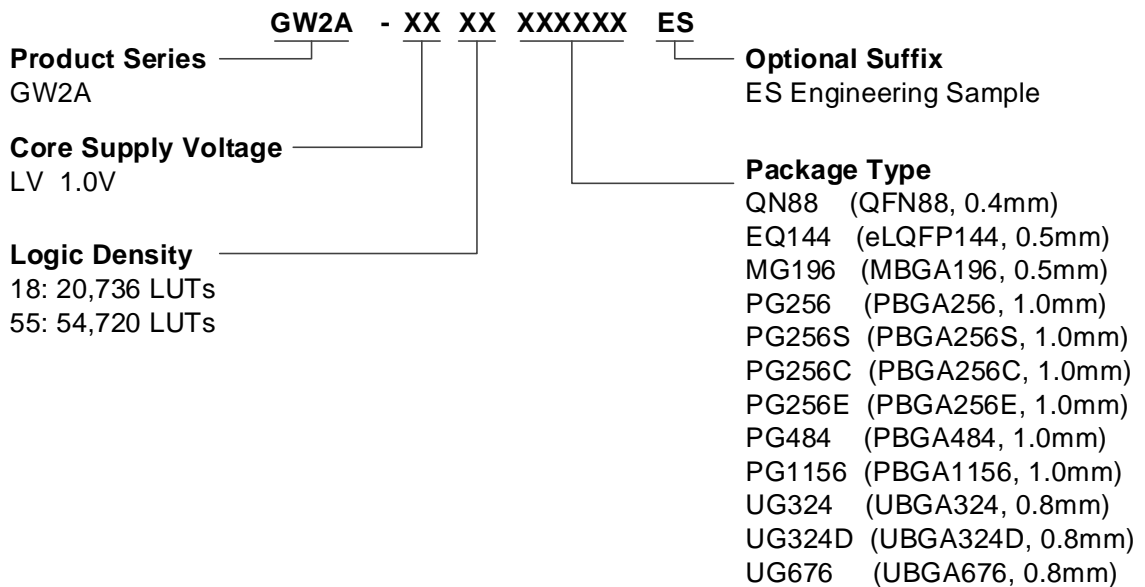 GW2A - XX XX XXXXXX ES
Product Series
GW2A
Core Supply Voltage
LV 1.0V
Logic Density
18: 20,736 LUTs
55: 54,720 LUTs
Optional Suffix
ES Engineering Sample
Package Type
QN88 (QFN88, 0.4mm)
EQ144 (eLQFP144, 0.5mm)
MG196 (MBGA196, 0.5mm)
PG256 (PBGA256, 1.0mm)
PG256S (PBGA256S, 1.0mm)
PG256C (PBGA256C, 1.0mm)
PG256E (PBGA256E, 1.0mm)
PG484 (PBGA484, 1.0mm)
PG1156 (PBGA1156, 1.0mm)
UG324 (UBGA324, 0.8mm)
UG324D (UBGA324D, 0.8mm)
UG676 (UBGA676, 0.8mm)